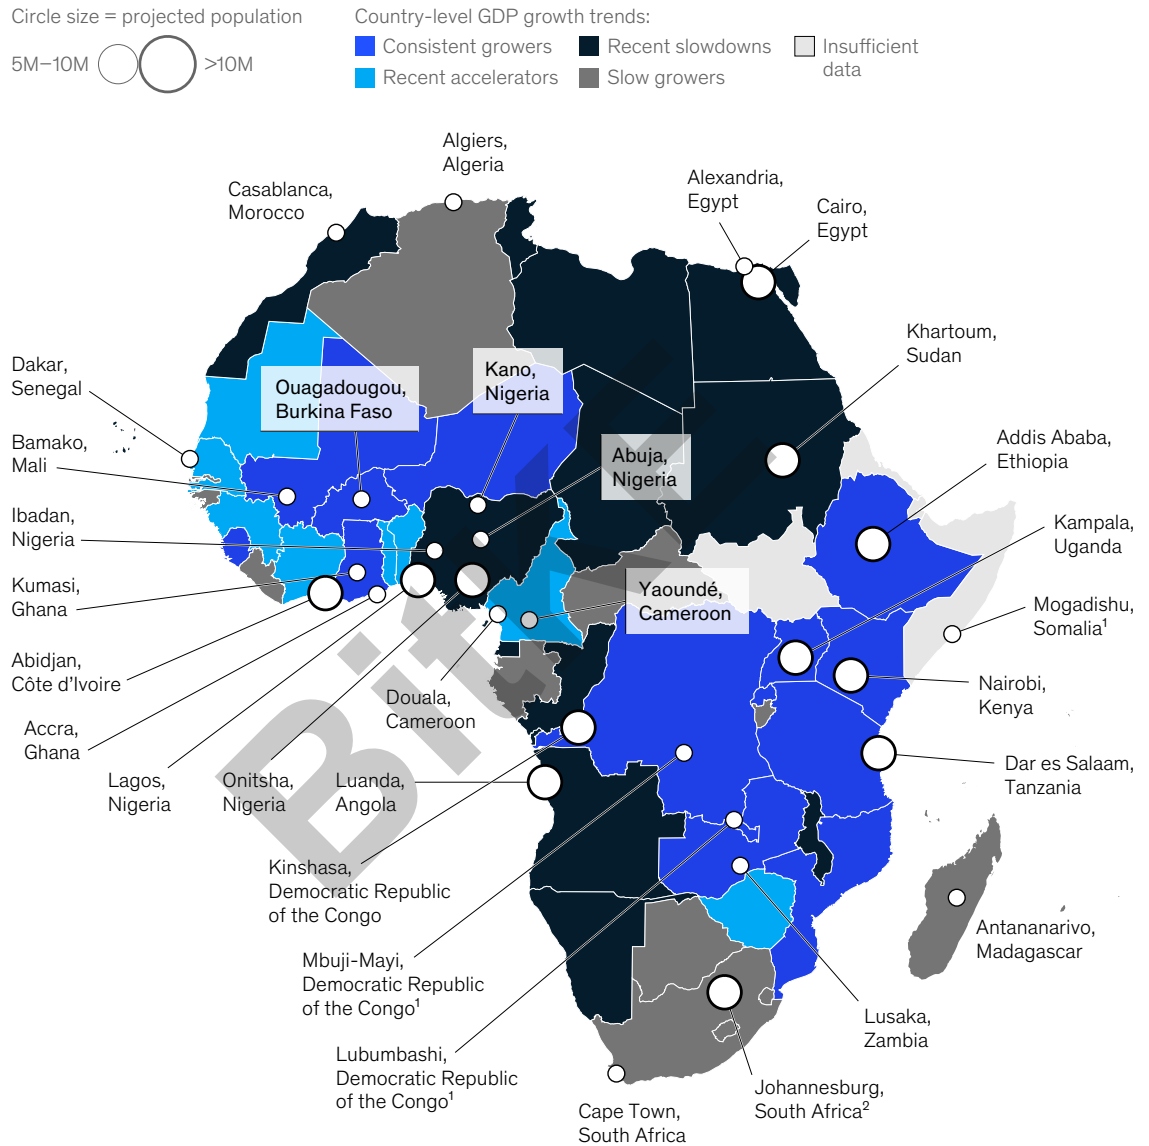 Circle size = projected population
5M–10M
>10M
Country-level GDP growth trends:
Consistent growers
Recent slowdowns
Insufficient
data
Recent accelerators
Slow growers
Algiers,
Algeria
Casablanca,
Morocco
Alexandria,
Egypt
Cairo,
Egypt
Khartoum,
Sudan
Dakar,
Senegal
Ouagadougou,
Burkina Faso
Kano,
Nigeria
Bamako,
Mali
Abuja,
Nigeria
Addis Ababa,
Ethiopia
Ibadan,
Nigeria
Kampala,
Uganda
Kumasi,
Ghana
Yaoundé,
Cameroon
Mogadishu,
Somalia¹
Abidjan,
Côte d’Ivoire
Douala,
Cameroon
Nairobi,
Kenya
Accra,
Ghana
Lagos,
Nigeria
Onitsha,
Nigeria
Luanda,
Angola
Dar es Salaam,
Tanzania
Kinshasa,
Democratic Republic
of the Congo
Antananarivo,
Madagascar
Mbuji-Mayi,
Democratic Republic
of the Congo¹
Lusaka,
Zambia
Lubumbashi,
Democratic Republic
of the Congo¹
Johannesburg,
South Africa²
Cape Town,
South Africa